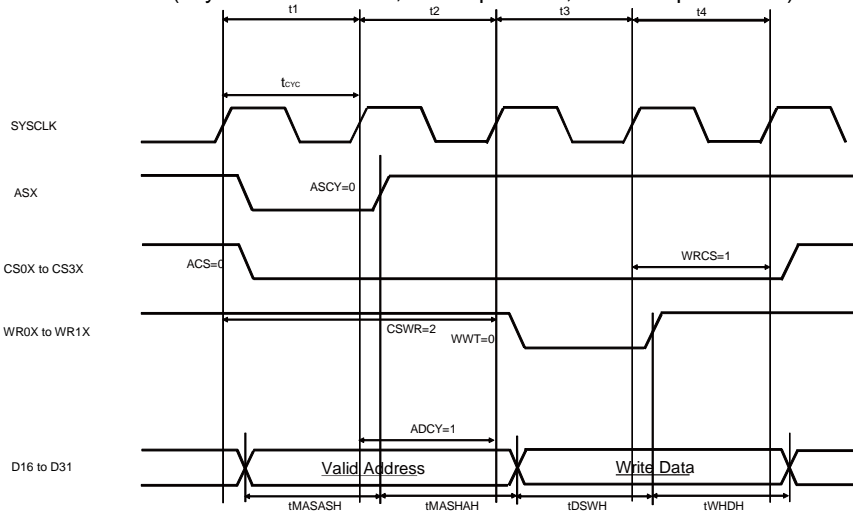 t1 t2 t3 t4
tCYC
SYSCLK
ASX
ASCY=0
CS0X to CS3X
ACS=0
WRCS=1
WR0X to WR1X
CSWR=2
WWT=0
ADCY=1
D16 to D31
Valid Address
Write Data
tMASASH
tMASHAH
tDSWH
tWHDH